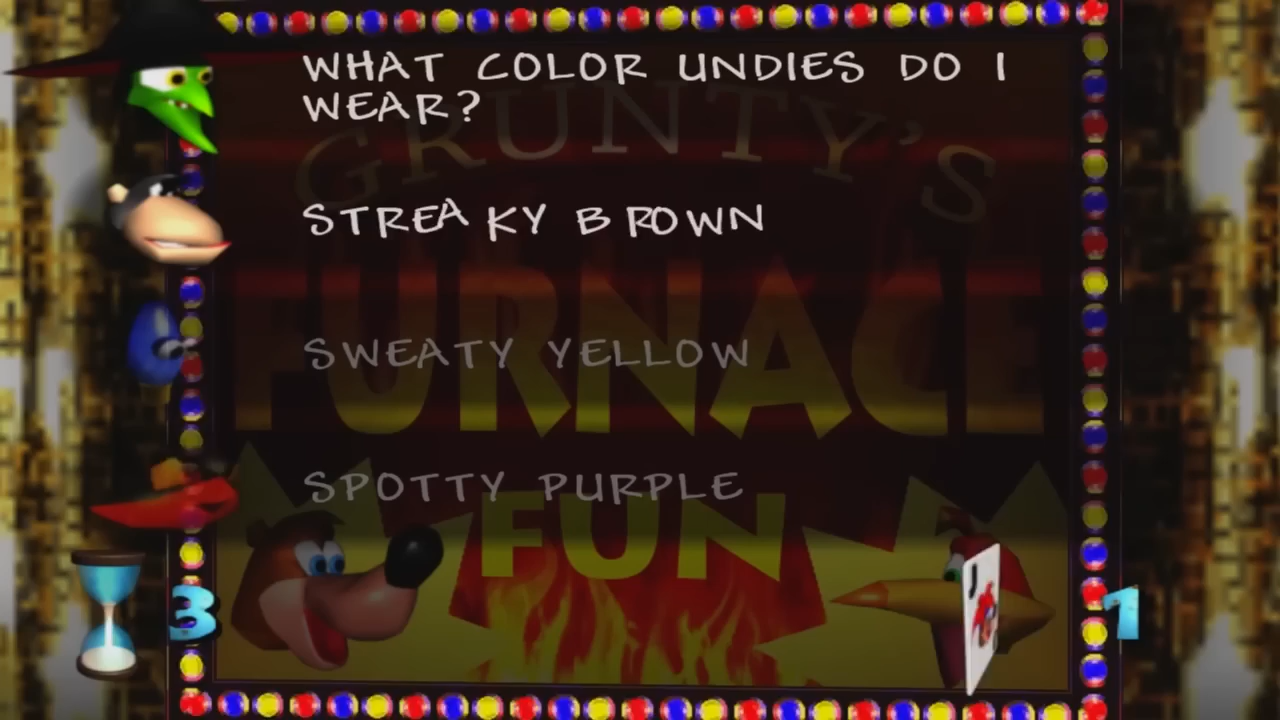 WHAT COLOR UNDIES DO I
WEAR?
GRUNTY'S
STREAKY BROWN
FURNACE
SWEATY YELLOW
SPOTTY PURPLE
FUN
3
J
1